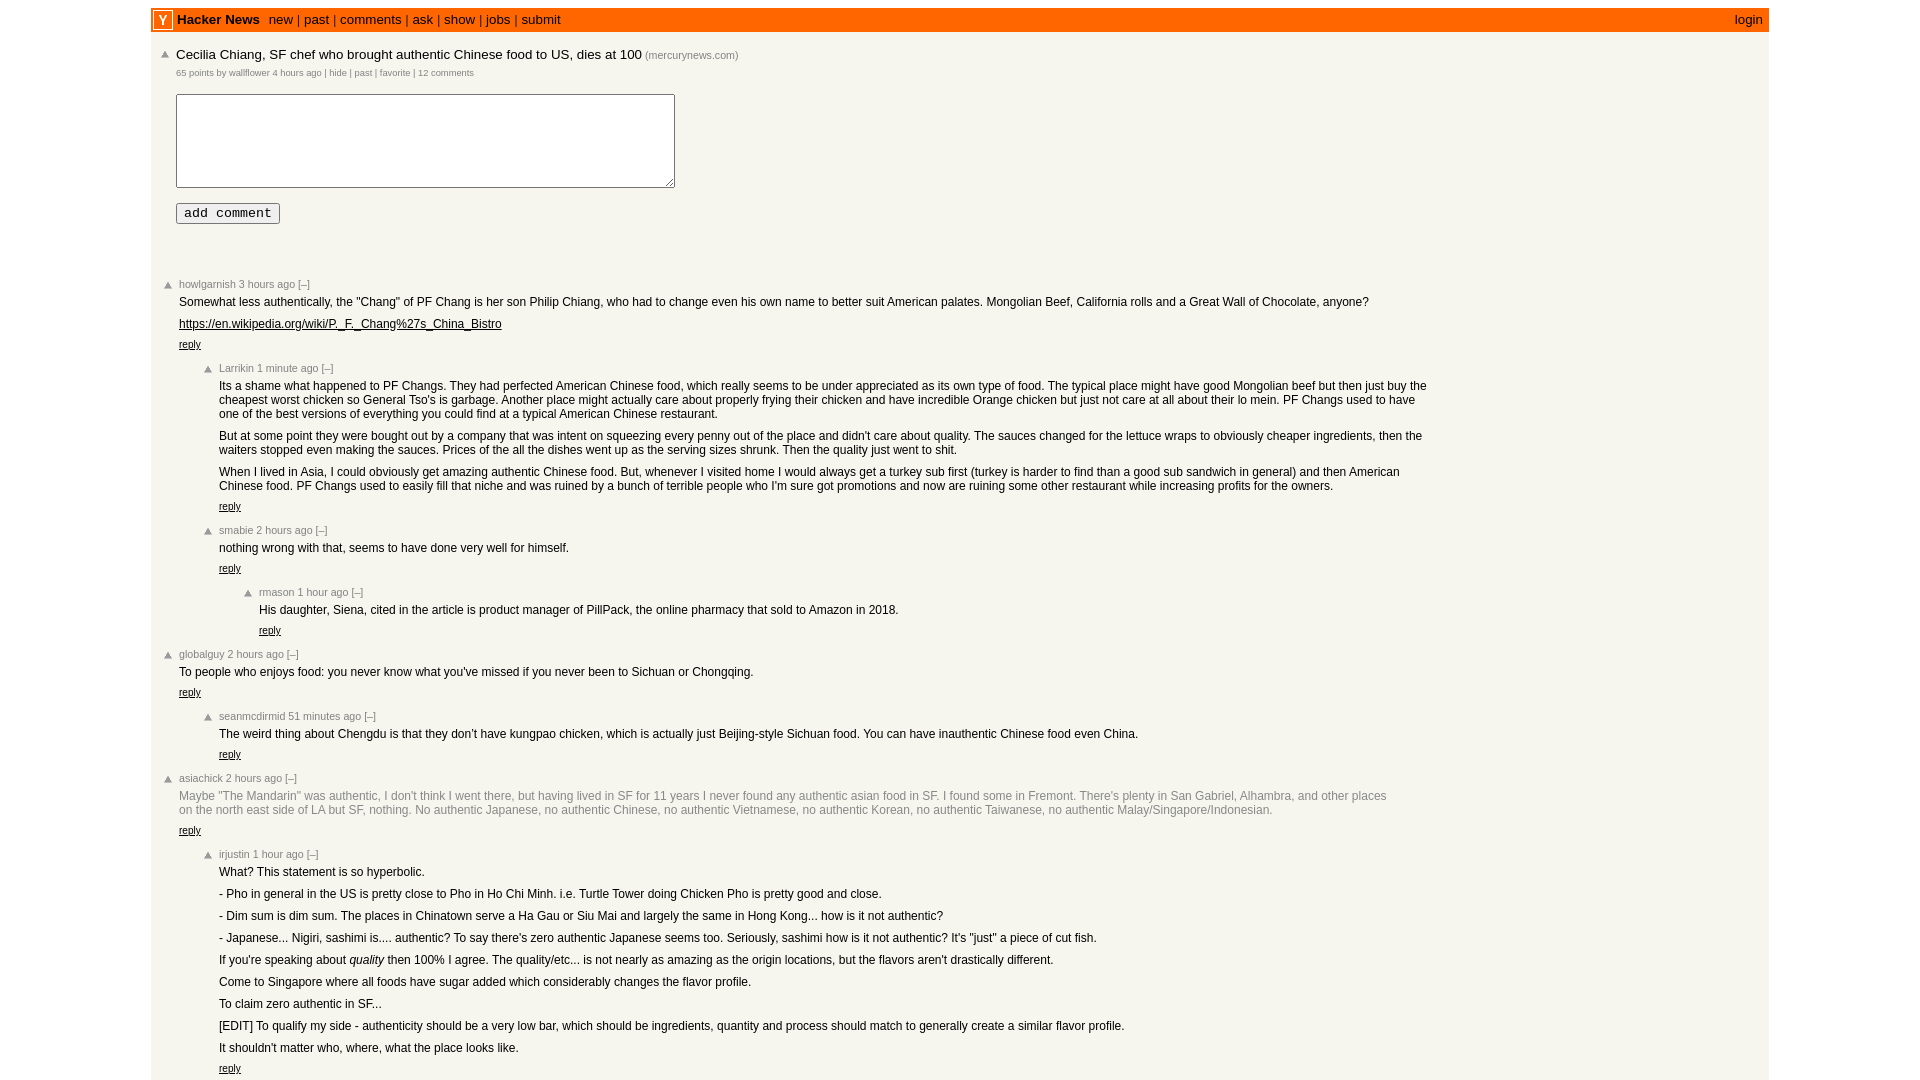 Y Hacker News new | past | comments | ask | show | jobs | submit login
Cecilia Chiang, SF chef who brought authentic Chinese food to US, dies at 100 (mercurynews.com)
65 points by wallflower 4 hours ago | hide | past | favorite | 12 comments
add comment
howlgarnish 3 hours ago [–]
Somewhat less authentically, the "Chang" of PF Chang is her son Philip Chiang, who had to change even his own name to better suit American palates. Mongolian Beef, California rolls and a Great Wall of Chocolate, anyone?
https://en.wikipedia.org/wiki/P._F._Chang%27s_China_Bistro
reply
Larrikin 1 minute ago [–]
Its a shame what happened to PF Changs. They had perfected American Chinese food, which really seems to be under appreciated as its own type of food. The typical place might have good Mongolian beef but then just buy the
cheapest worst chicken so General Tso's is garbage. Another place might actually care about properly frying their chicken and have incredible Orange chicken but just not care at all about their lo mein. PF Changs used to have
one of the best versions of everything you could find at a typical American Chinese restaurant.
But at some point they were bought out by a company that was intent on squeezing every penny out of the place and didn't care about quality. The sauces changed for the lettuce wraps to obviously cheaper ingredients, then the
waiters stopped even making the sauces. Prices of the all the dishes went up as the serving sizes shrunk. Then the quality just went to shit.
When I lived in Asia, I could obviously get amazing authentic Chinese food. But, whenever I visited home I would always get a turkey sub first (turkey is harder to find than a good sub sandwich in general) and then American
Chinese food. PF Changs used to easily fill that niche and was ruined by a bunch of terrible people who I'm sure got promotions and now are ruining some other restaurant while increasing profits for the owners.
reply
smabie 2 hours ago [–]
nothing wrong with that, seems to have done very well for himself.
reply
rmason 1 hour ago [–]
His daughter, Siena, cited in the article is product manager of PillPack, the online pharmacy that sold to Amazon in 2018.
reply
globalguy 2 hours ago [–]
To people who enjoys food: you never know what you've missed if you never been to Sichuan or Chongqing.
reply
seanmcdirmid 51 minutes ago [–]
The weird thing about Chengdu is that they don’t have kungpao chicken, which is actually just Beijing-style Sichuan food. You can have inauthentic Chinese food even China.
reply
asiachick 2 hours ago [–]
Maybe "The Mandarin" was authentic, I don't think I went there, but having lived in SF for 11 years I never found any authentic asian food in SF. I found some in Fremont. There's plenty in San Gabriel, Alhambra, and other places
on the north east side of LA but SF, nothing. No authentic Japanese, no authentic Chinese, no authentic Vietnamese, no authentic Korean, no authentic Taiwanese, no authentic Malay/Singapore/Indonesian.
reply
irjustin 1 hour ago [–]
What? This statement is so hyperbolic.
- Pho in general in the US is pretty close to Pho in Ho Chi Minh. i.e. Turtle Tower doing Chicken Pho is pretty good and close.
- Dim sum is dim sum. The places in Chinatown serve a Ha Gau or Siu Mai and largely the same in Hong Kong... how is it not authentic?
- Japanese... Nigiri, sashimi is.... authentic? To say there's zero authentic Japanese seems too. Seriously, sashimi how is it not authentic? It's "just" a piece of cut fish.
If you're speaking about quality then 100% I agree. The quality/etc... is not nearly as amazing as the origin locations, but the flavors aren't drastically different.
Come to Singapore where all foods have sugar added which considerably changes the flavor profile.
To claim zero authentic in SF...
[EDIT] To qualify my side - authenticity should be a very low bar, which should be ingredients, quantity and process should match to generally create a similar flavor profile.
It shouldn't matter who, where, what the place looks like.
reply